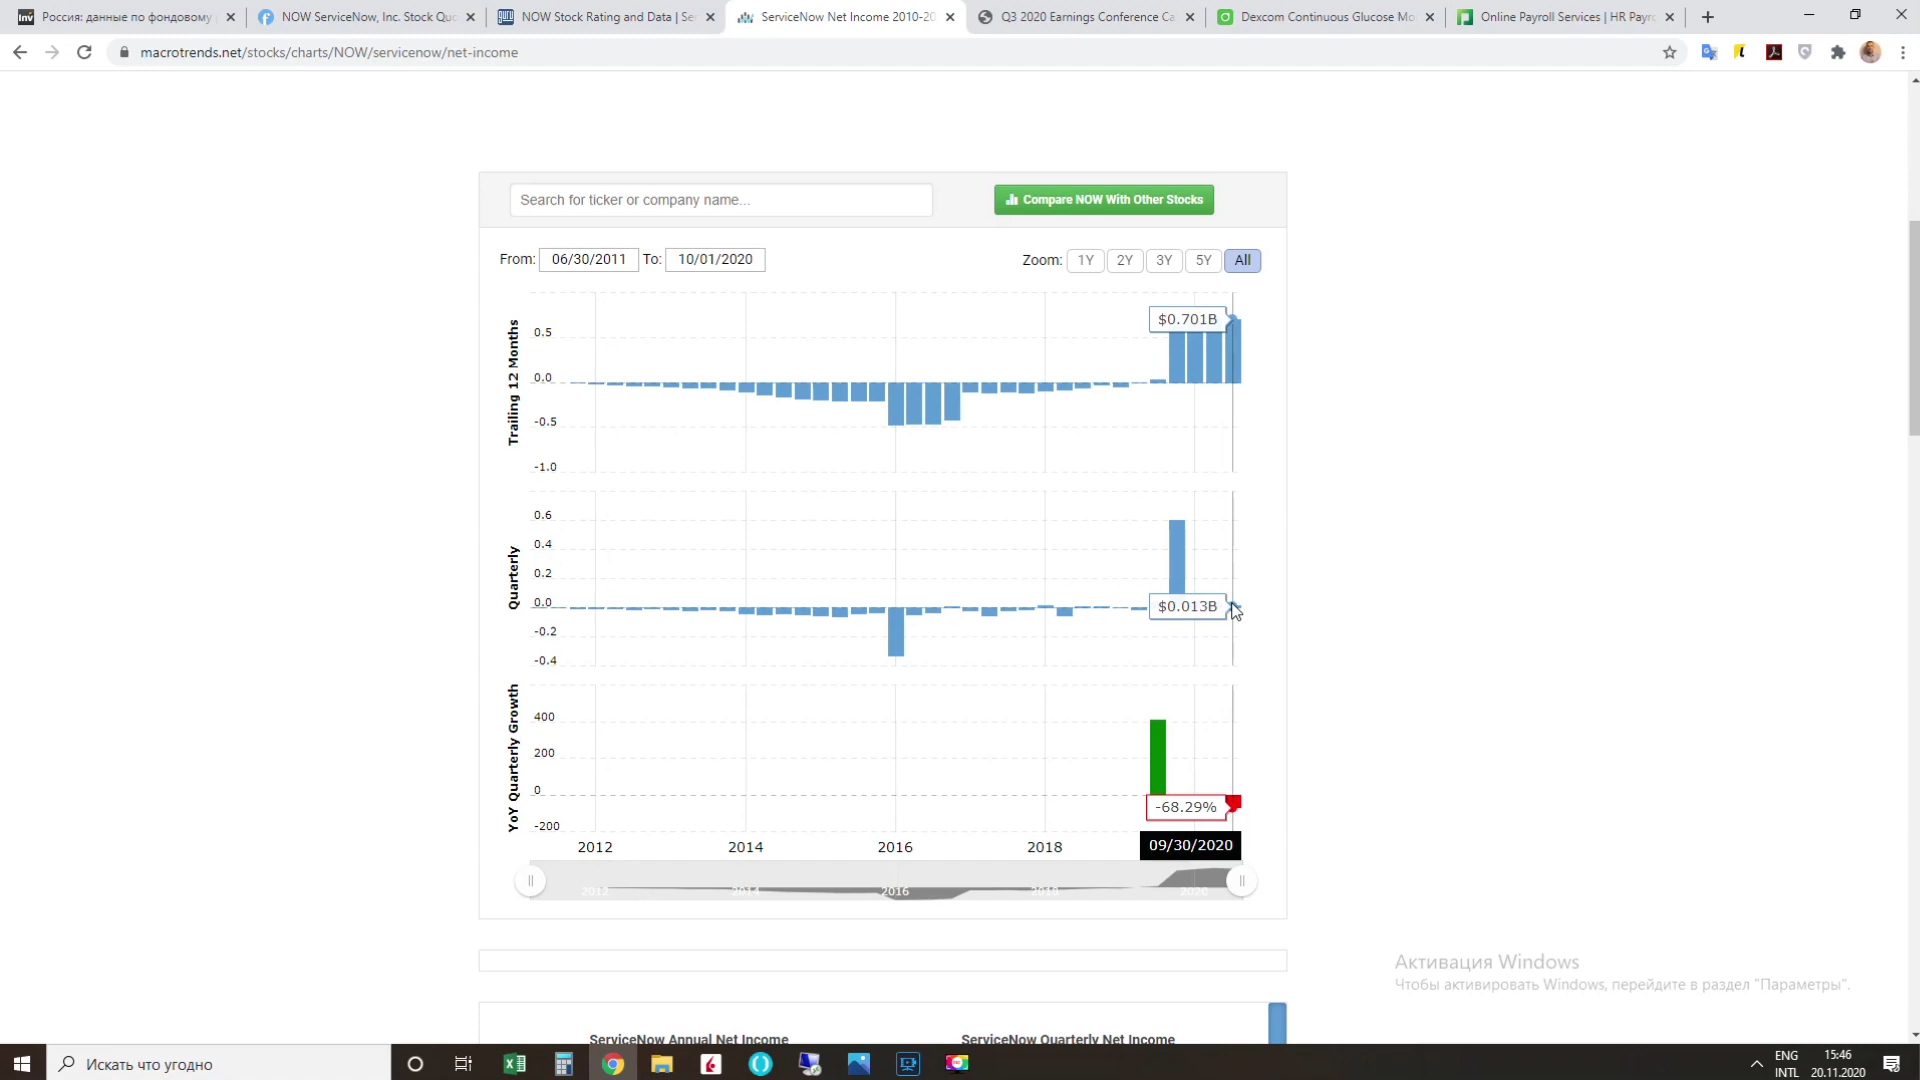 Россия: данные по фондовому
NOW ServiceNow, Inc. Stock Quo
NOW Stock Rating and Data | Se
ServiceNow Net Income 2010-20
Q3 2020 Earnings Conference Ca
Dexcom Continuous Glucose Mo
Online Payroll Services | HR Payro
macrotrends.net/stocks/charts/NOW/servicenow/net-income
Search for ticker or company name...
Compare NOW With Other Stocks
From: 06/30/2011 To: 10/01/2020
Zoom: 1Y 2Y 3Y 5Y All
Trailing 12 Months
0.5
0.0
-0.5
-1.0
$0.701B
Quarterly
0.6
0.4
0.2
0.0
-0.2
-0.4
$0.013B
YoY Quarterly Growth
400
200
0
-200
-68.29%
2012 2014 2016 2018 09/30/2020
2012 2014 2016 2018 2020
Активация Windows
Чтобы активировать Windows, перейдите в раздел "Параметры".
ServiceNow Annual Net Income
ServiceNow Quarterly Net Income
Искать что угодно
ENG
INTL
15:46
20.11.2020